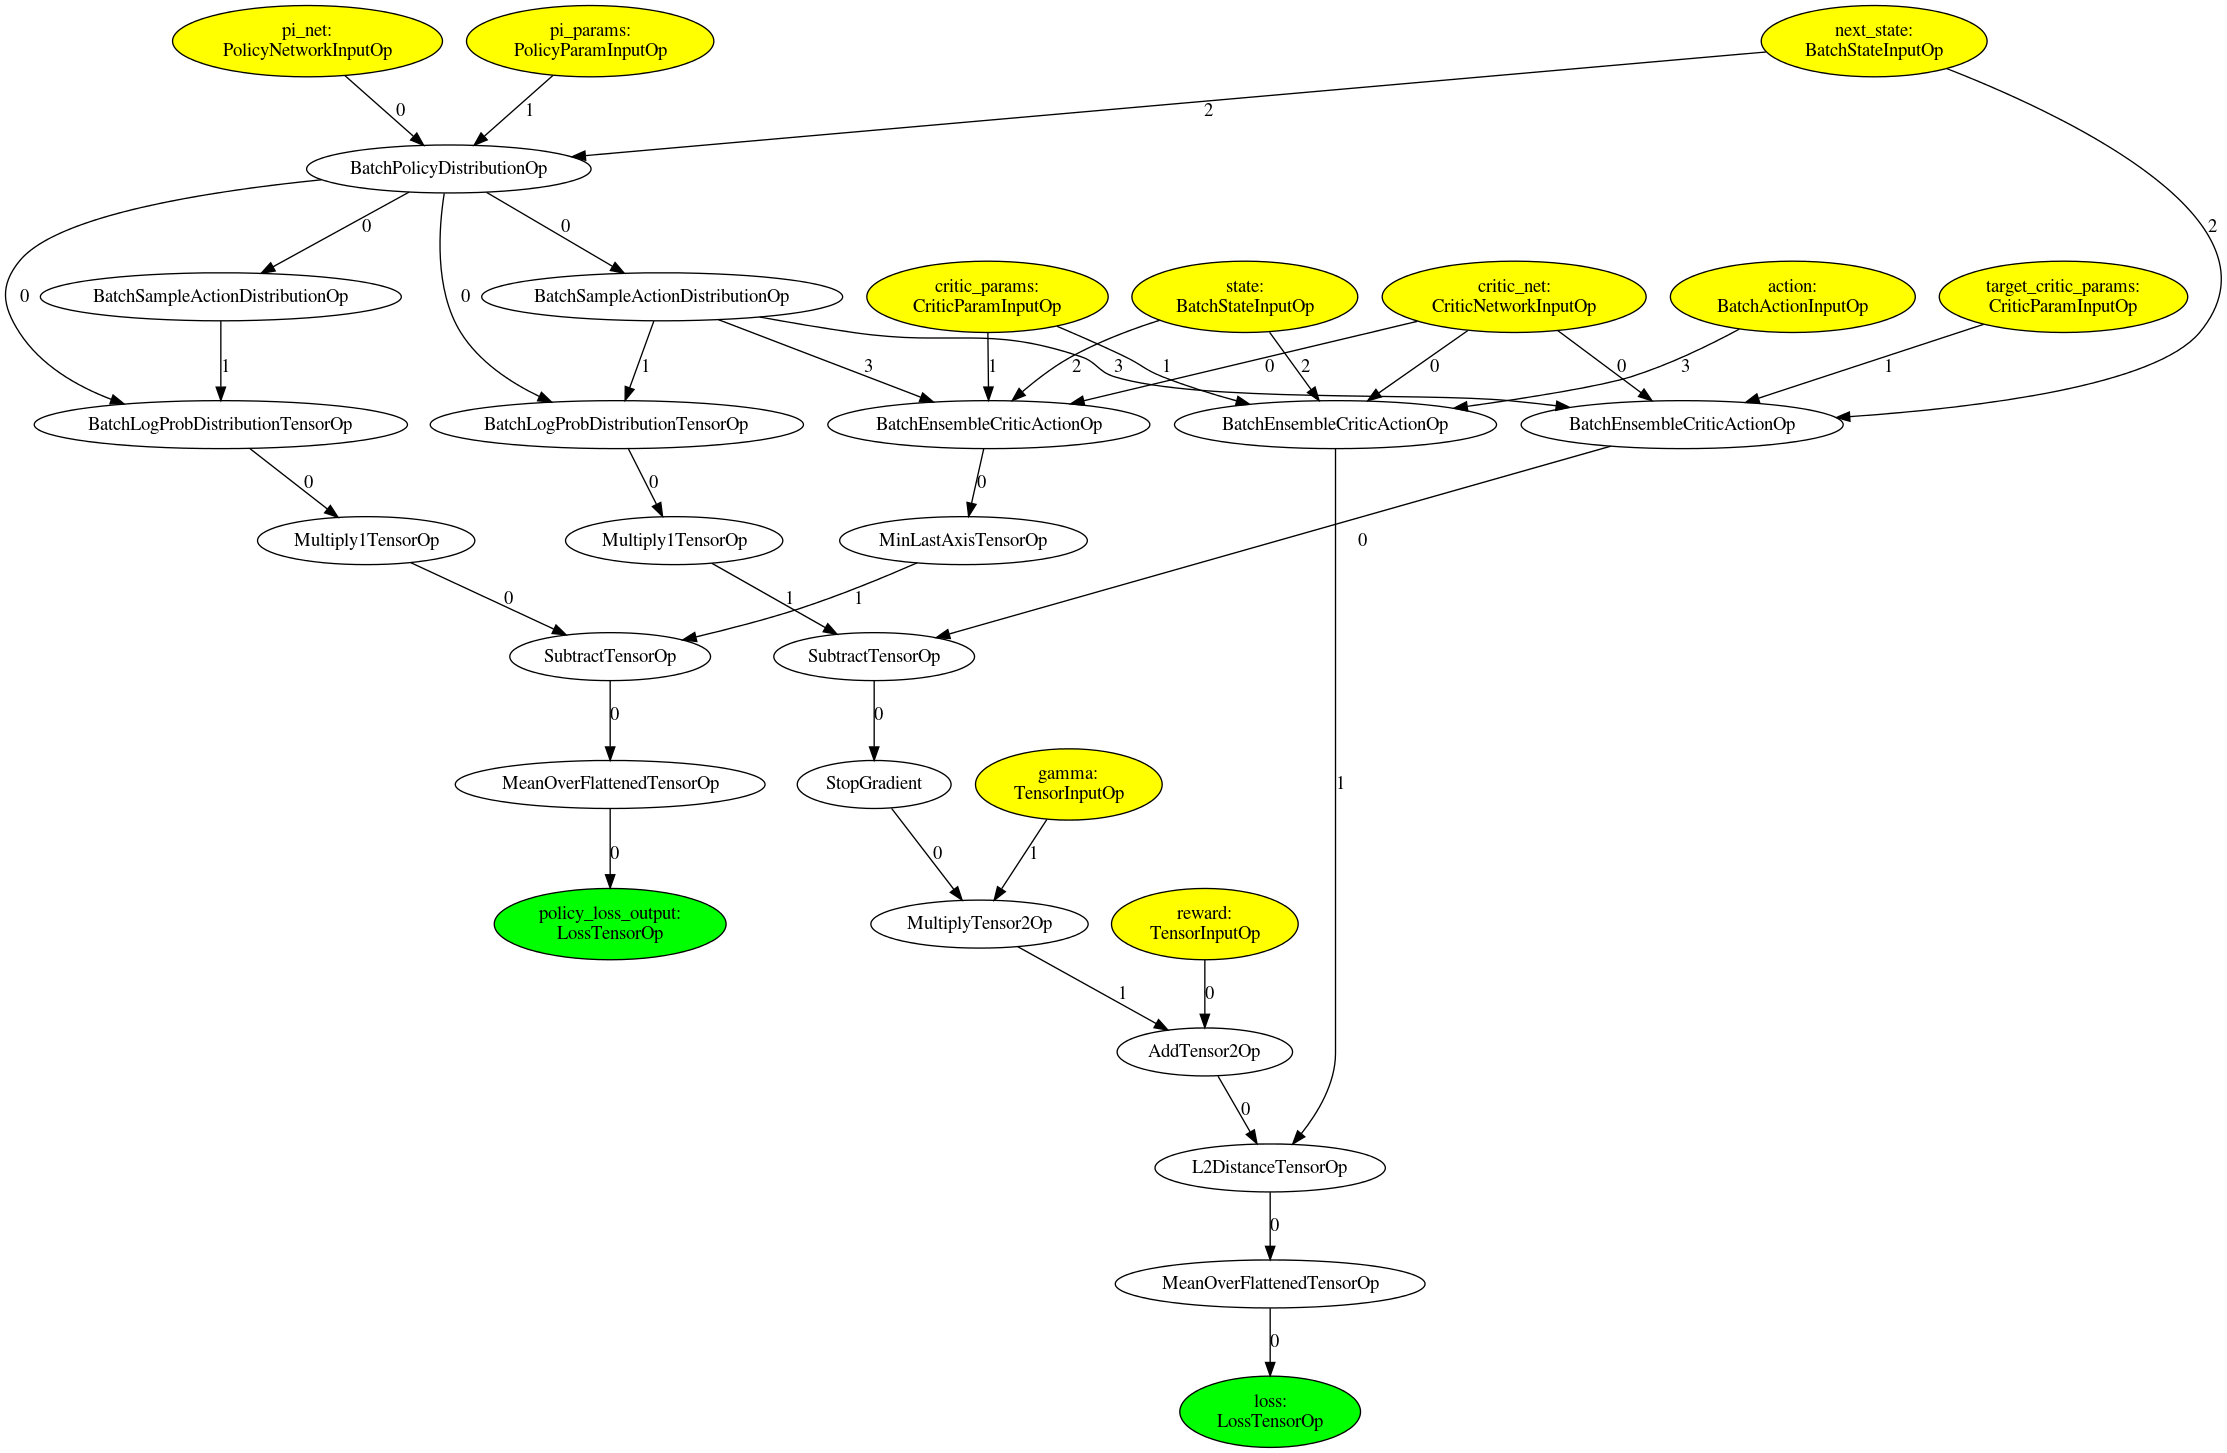 pi_net:
PolicyNetworkInputOp
pi_params:
PolicyParamInputOp
next_state:
BatchStateInputOp
0
1
2
BatchPolicyDistributionOp
0
0
2
0
0
BatchSampleActionDistributionOp
BatchSampleActionDistributionOp
critic_params:
CriticParamInputOp
state:
BatchStateInputOp
critic_net:
CriticNetworkInputOp
action:
BatchActionInputOp
target_critic_params:
CriticParamInputOp
1
1
3
1
2
3
1
0
2
0
0
3
1
BatchLogProbDistributionTensorOp
BatchLogProbDistributionTensorOp
BatchEnsembleCriticActionOp
BatchEnsembleCriticActionOp
BatchEnsembleCriticActionOp
0
0
0
Multiply1TensorOp
Multiply1TensorOp
MinLastAxisTensorOp
0
0
1
1
SubtractTensorOp
SubtractTensorOp
0
0
MeanOverFlattenedTensorOp
StopGradient
gamma:
TensorInputOp
1
0
0
1
policy_loss_output:
LossTensorOp
MultiplyTensor2Op
reward:
TensorInputOp
1
0
AddTensor2Op
0
L2DistanceTensorOp
0
MeanOverFlattenedTensorOp
0
loss:
LossTensorOp